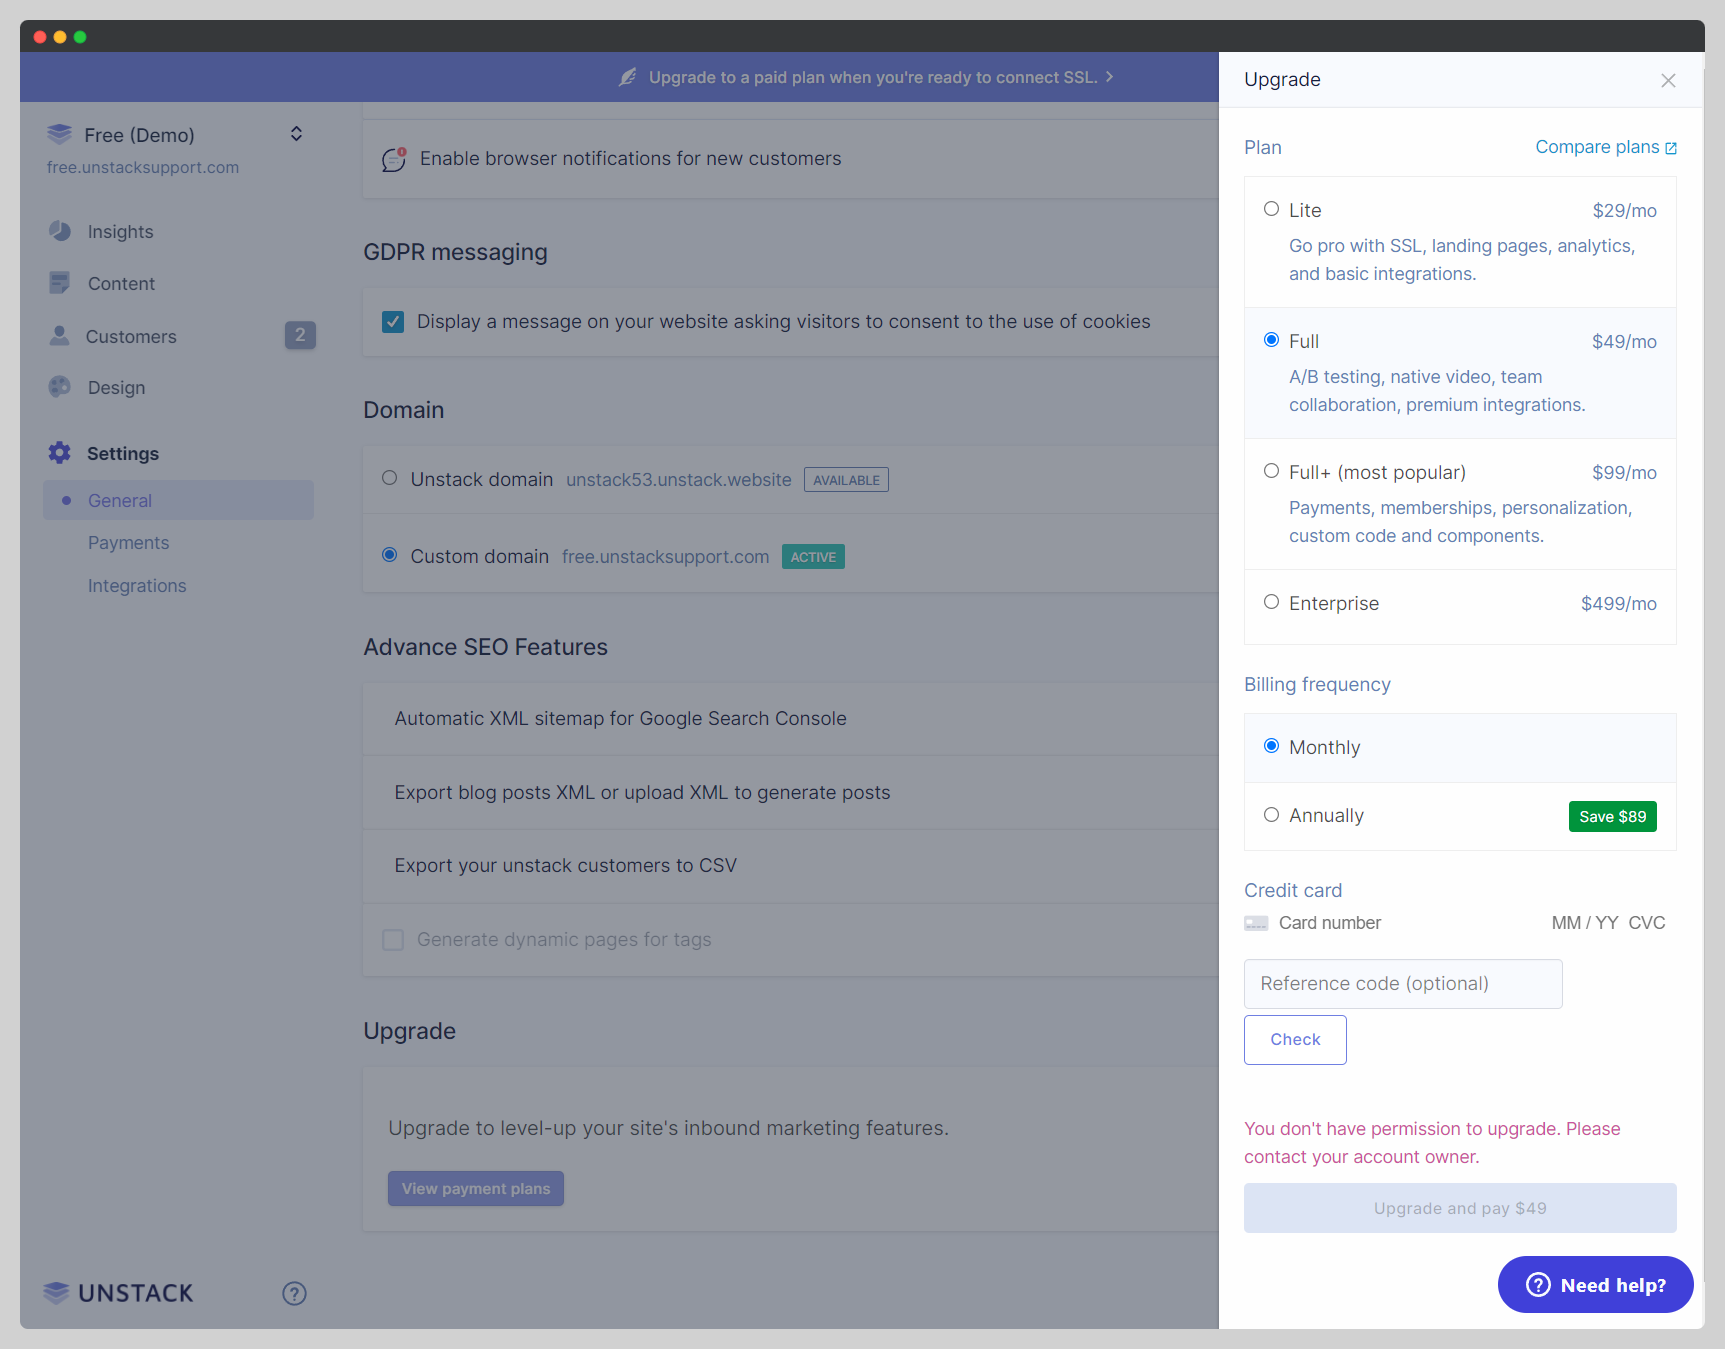 Upgrade to a paid plan when you're ready to connect SSL.
Free (Demo)
free.unstacksupport.com
Insights
Content
Customers
2
Design
Settings
General
Payments
Integrations
UNSTACK
?
Enable browser notifications for new customers
GDPR messaging
Display a message on your website asking visitors to consent to the use of cookies
Domain
Unstack domain unstack53.unstack.website AVAILABLE
Custom domain free.unstacksupport.com ACTIVE
Advance SEO Features
Automatic XML sitemap for Google Search Console
Export blog posts XML or upload XML to generate posts
Export your unstack customers to CSV
Generate dynamic pages for tags
Upgrade
Upgrade to level-up your site's inbound marketing features.
View payment plans
Upgrade
Plan
Compare plans
Lite $29/mo
Go pro with SSL, landing pages, analytics,
and basic integrations.
Full $49/mo
A/B testing, native video, team
collaboration, premium integrations.
Full+ (most popular) $99/mo
Payments, memberships, personalization,
custom code and components.
Enterprise $499/mo
Billing frequency
Monthly
Annually Save $89
Credit card
Card number MM / YY CVC
Reference code (optional)
Check
You don't have permission to upgrade. Please
contact your account owner.
Upgrade and pay $49
? Need help?